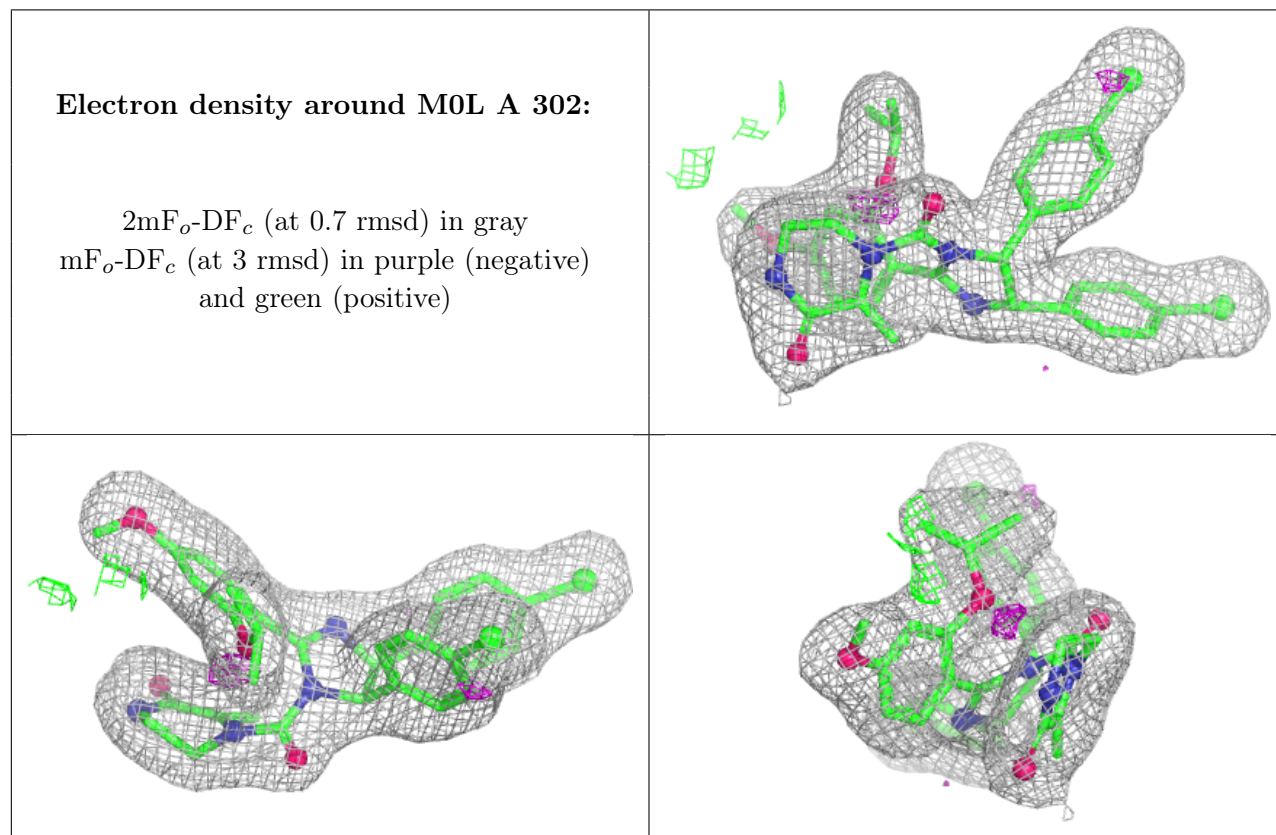 Electron density around M0L A 302:
2mFo-DFc (at 0.7 rmsd) in gray
mFo-DFc (at 3 rmsd) in purple (negative)
and green (positive)